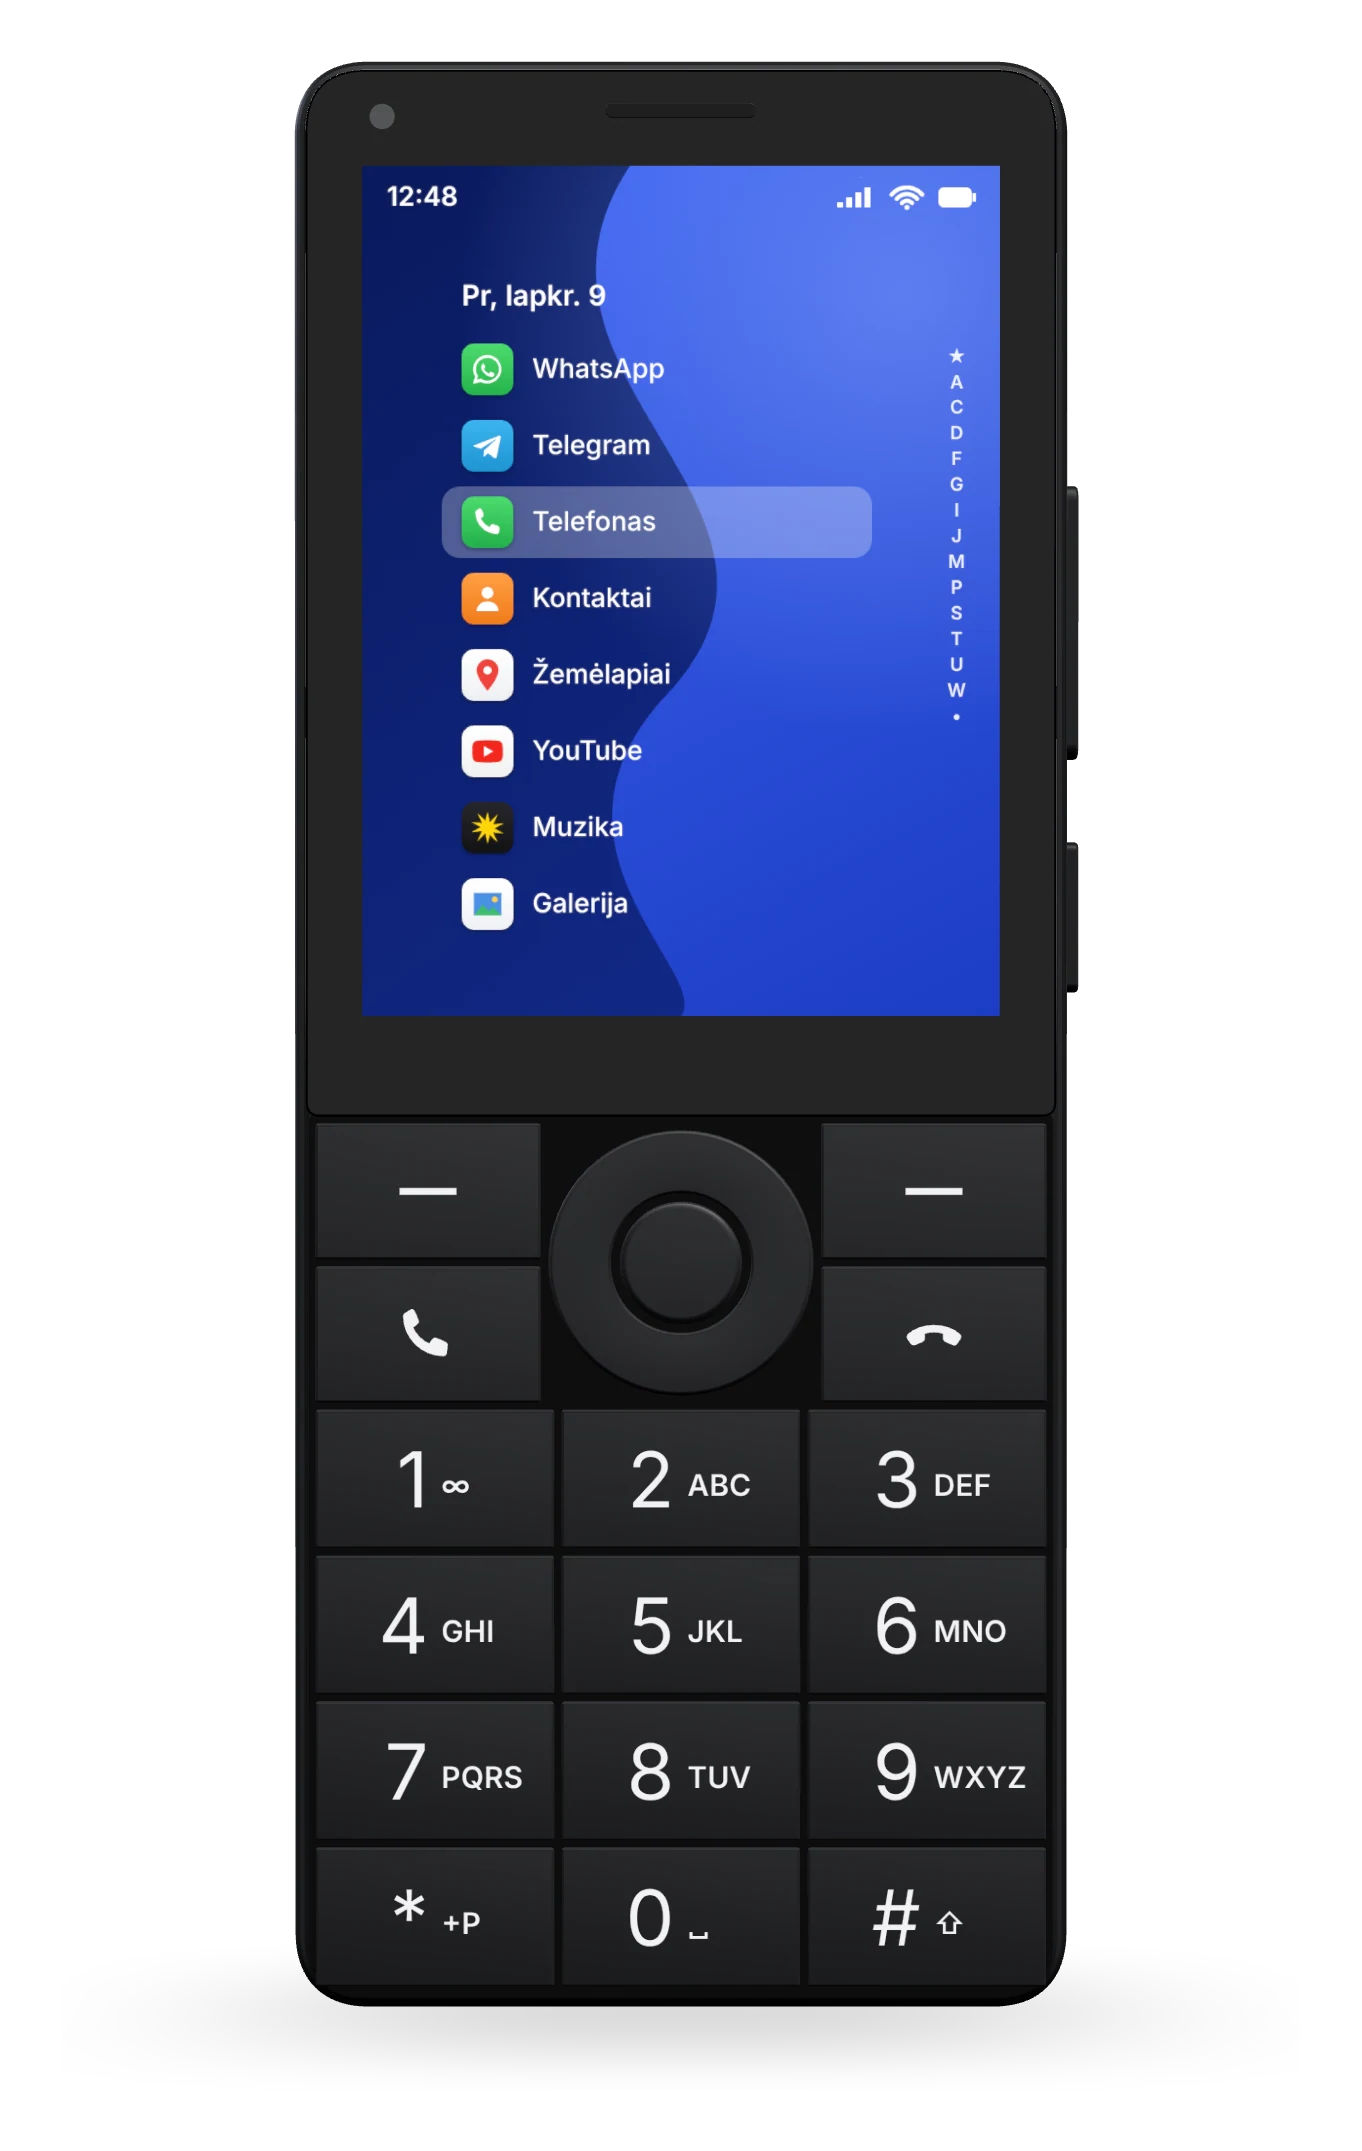 12:48
Pr, lapkr. 9
WhatsApp
Telegram
Telefonas
Kontaktai
Žemėlapiai
YouTube
Muzika
Galerija
★
A
C
D
F
G
I
J
M
P
S
T
U
W
•
1 ∞
2 ABC
3 DEF
4 GHI
5 JKL
6 MNO
7 PQRS
8 TUV
9 WXYZ
* +P
0 ⎵
# ⇧